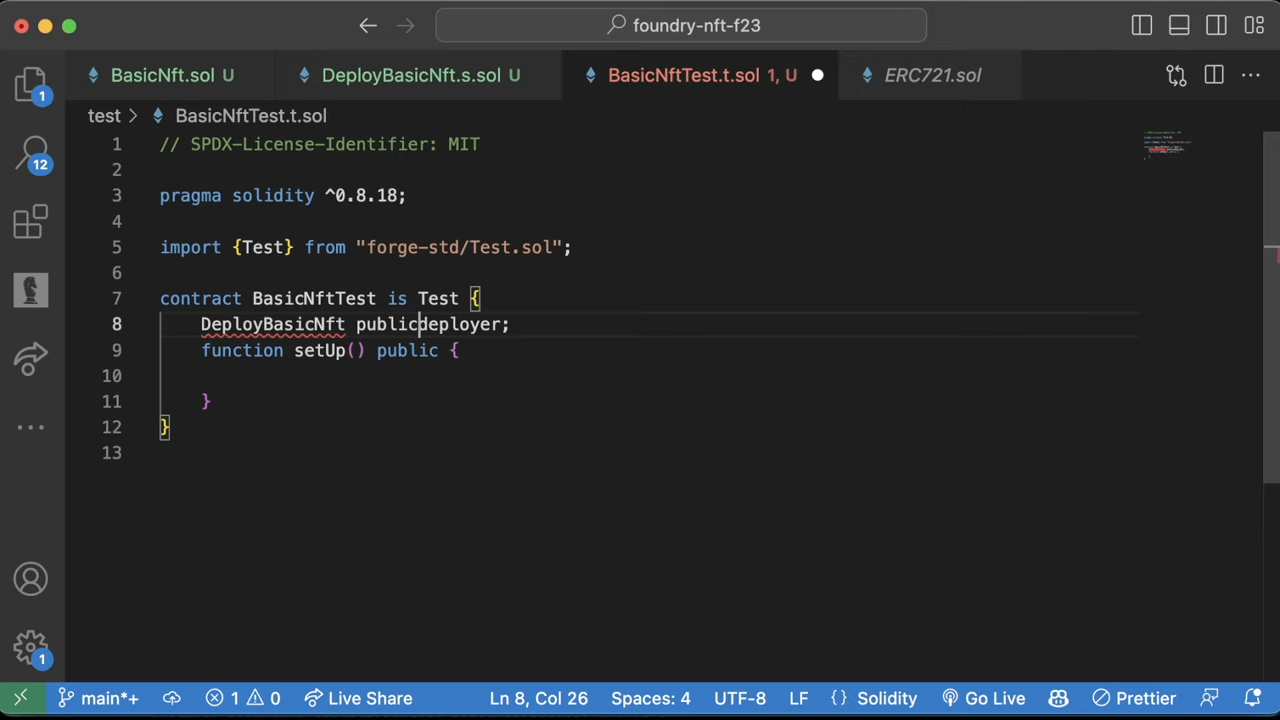 foundry-nft-f23
BasicNft.sol U
DeployBasicNft.s.sol U
BasicNftTest.t.sol 1, U
ERC721.sol
test > BasicNftTest.t.sol
1 // SPDX-License-Identifier: MIT
2
3 pragma solidity ^0.8.18;
4
5 import {Test} from "forge-std/Test.sol";
6
7 contract BasicNftTest is Test {
8 DeployBasicNft publicdeployer;
9 function setUp() public {
10
11 }
12 }
13
1
12
1
main*+
1
0
Live Share
Ln 8, Col 26
Spaces: 4
UTF-8
LF
{} Solidity
Go Live
Prettier